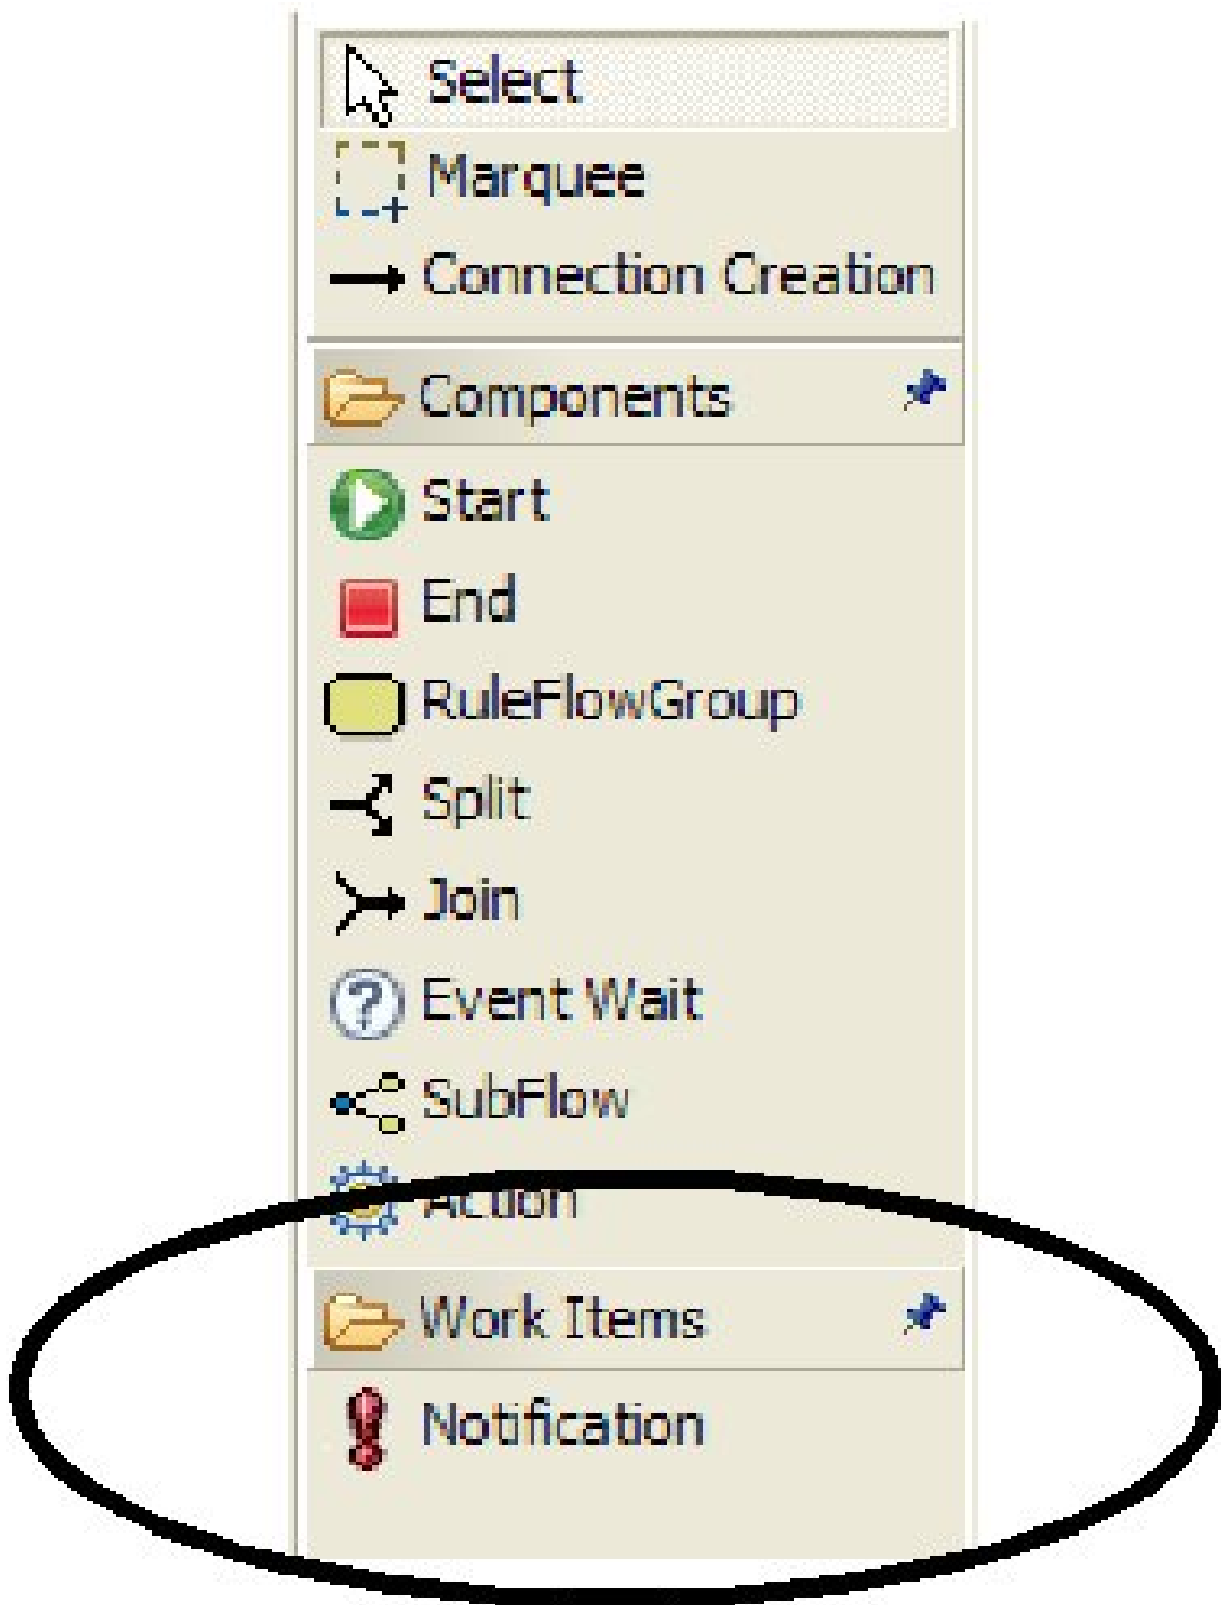 Select
Marquee
Connection Creation
Components
Start
End
RuleFlowGroup
Split
Join
Event Wait
SubFlow
Action
Work Items
Notification